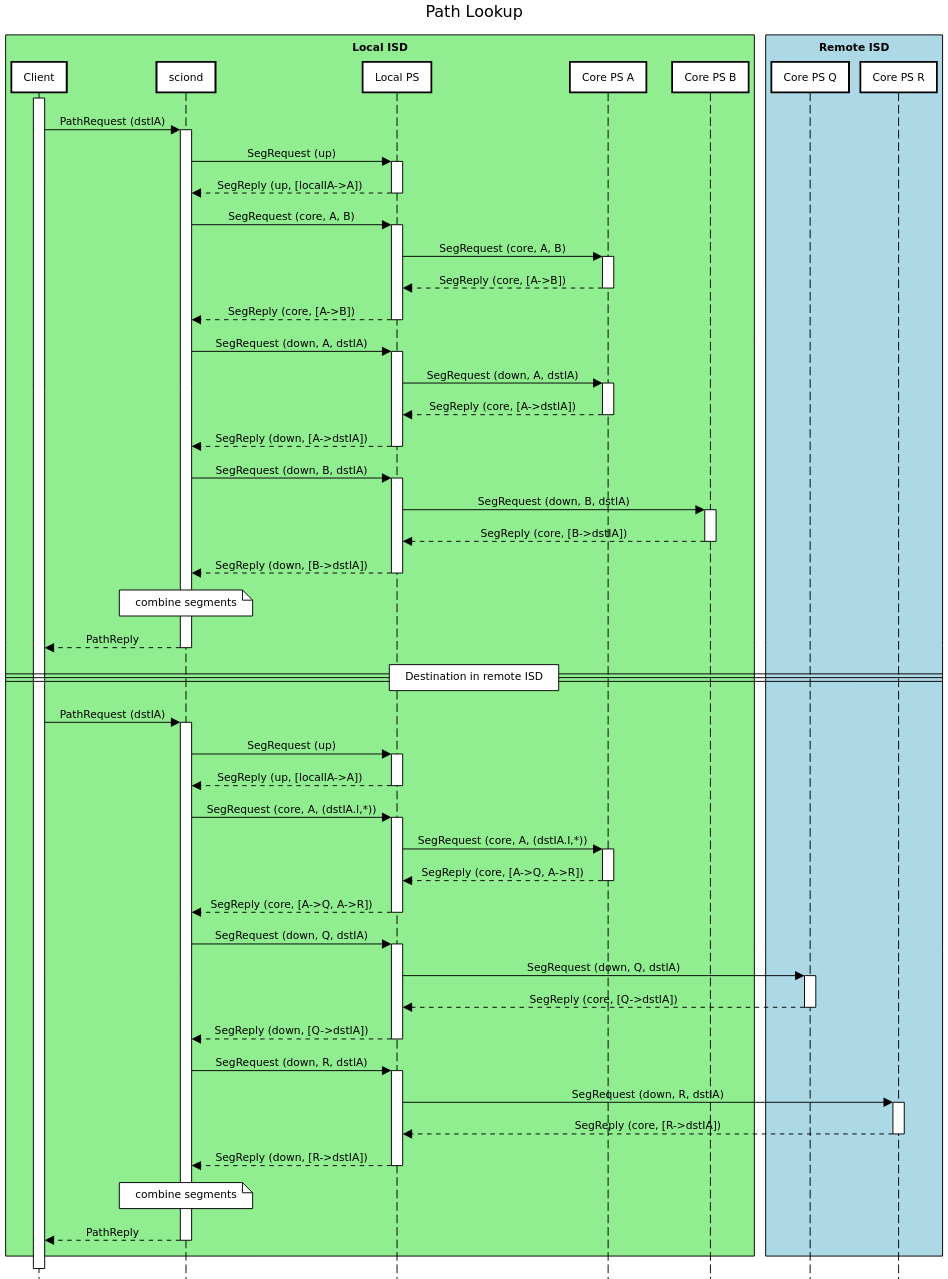 Path Lookup
Local ISD
Remote ISD
Client
sciond
Local PS
Core PS A
Core PS B
Core PS Q
Core PS R
PathRequest (dstIA)
SegRequest (up)
SegReply (up, [localIA->A])
SegRequest (core, A, B)
SegRequest (core, A, B)
SegReply (core, [A->B])
SegReply (core, [A->B])
SegRequest (down, A, dstIA)
SegRequest (down, A, dstIA)
SegReply (core, [A->dstIA])
SegReply (down, [A->dstIA])
SegRequest (down, B, dstIA)
SegRequest (down, B, dstIA)
SegReply (core, [B->dstIA])
SegReply (down, [B->dstIA])
combine segments
PathReply
Destination in remote ISD
PathRequest (dstIA)
SegRequest (up)
SegReply (up, [localIA->A])
SegRequest (core, A, (dstIA.I,*))
SegRequest (core, A, (dstIA.I,*))
SegReply (core, [A->Q, A->R])
SegReply (core, [A->Q, A->R])
SegRequest (down, Q, dstIA)
SegRequest (down, Q, dstIA)
SegReply (core, [Q->dstIA])
SegReply (down, [Q->dstIA])
SegRequest (down, R, dstIA)
SegRequest (down, R, dstIA)
SegReply (core, [R->dstIA])
SegReply (down, [R->dstIA])
combine segments
PathReply